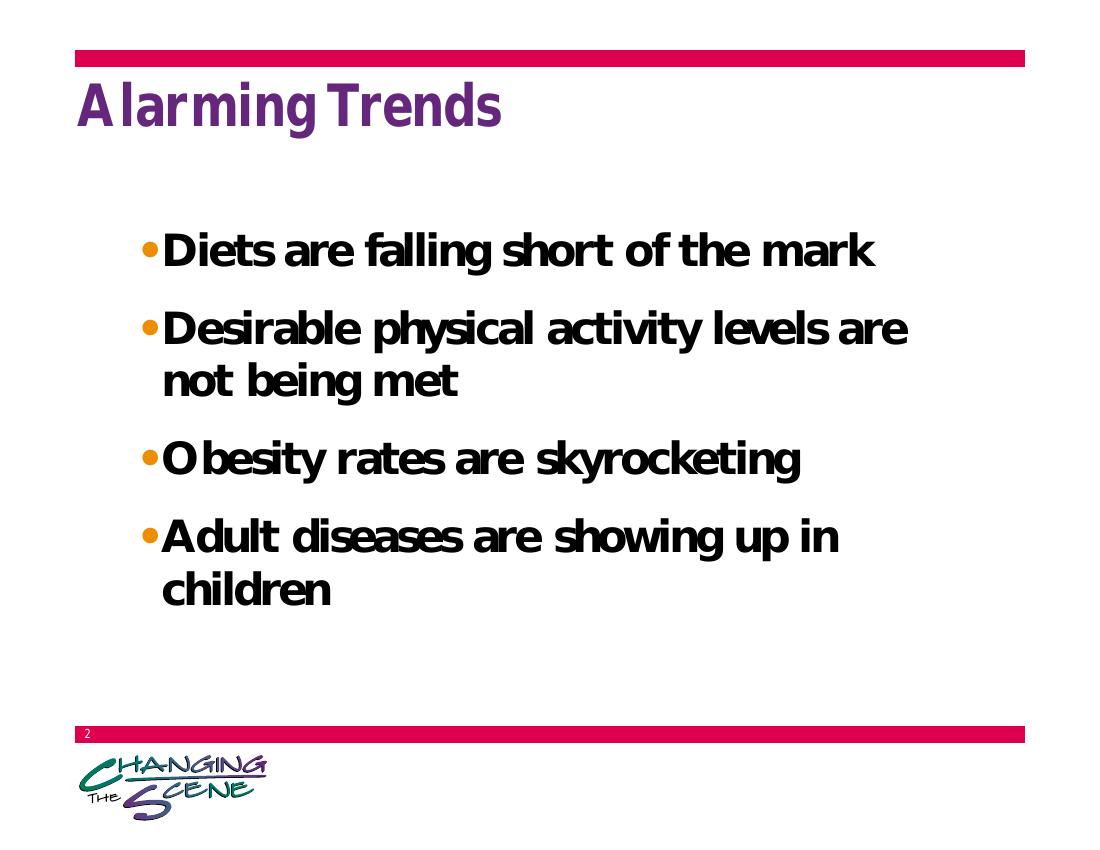 Alarming Trends
•Diets are falling short of the mark
•Desirable physical activity levels are
not being met
•Obesity rates are skyrocketing
•Adult diseases are showing up in
children
2
CHANGING
THE SCENE